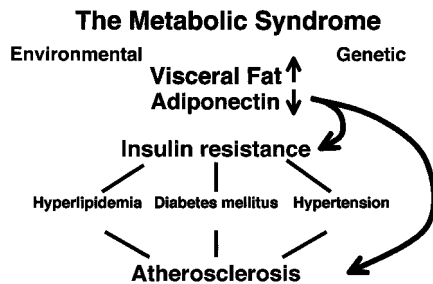 The Metabolic Syndrome
Environmental Genetic
Visceral Fat
Adiponectin
Insulin resistance
Hyperlipidemia Diabetes mellitus Hypertension
Atherosclerosis